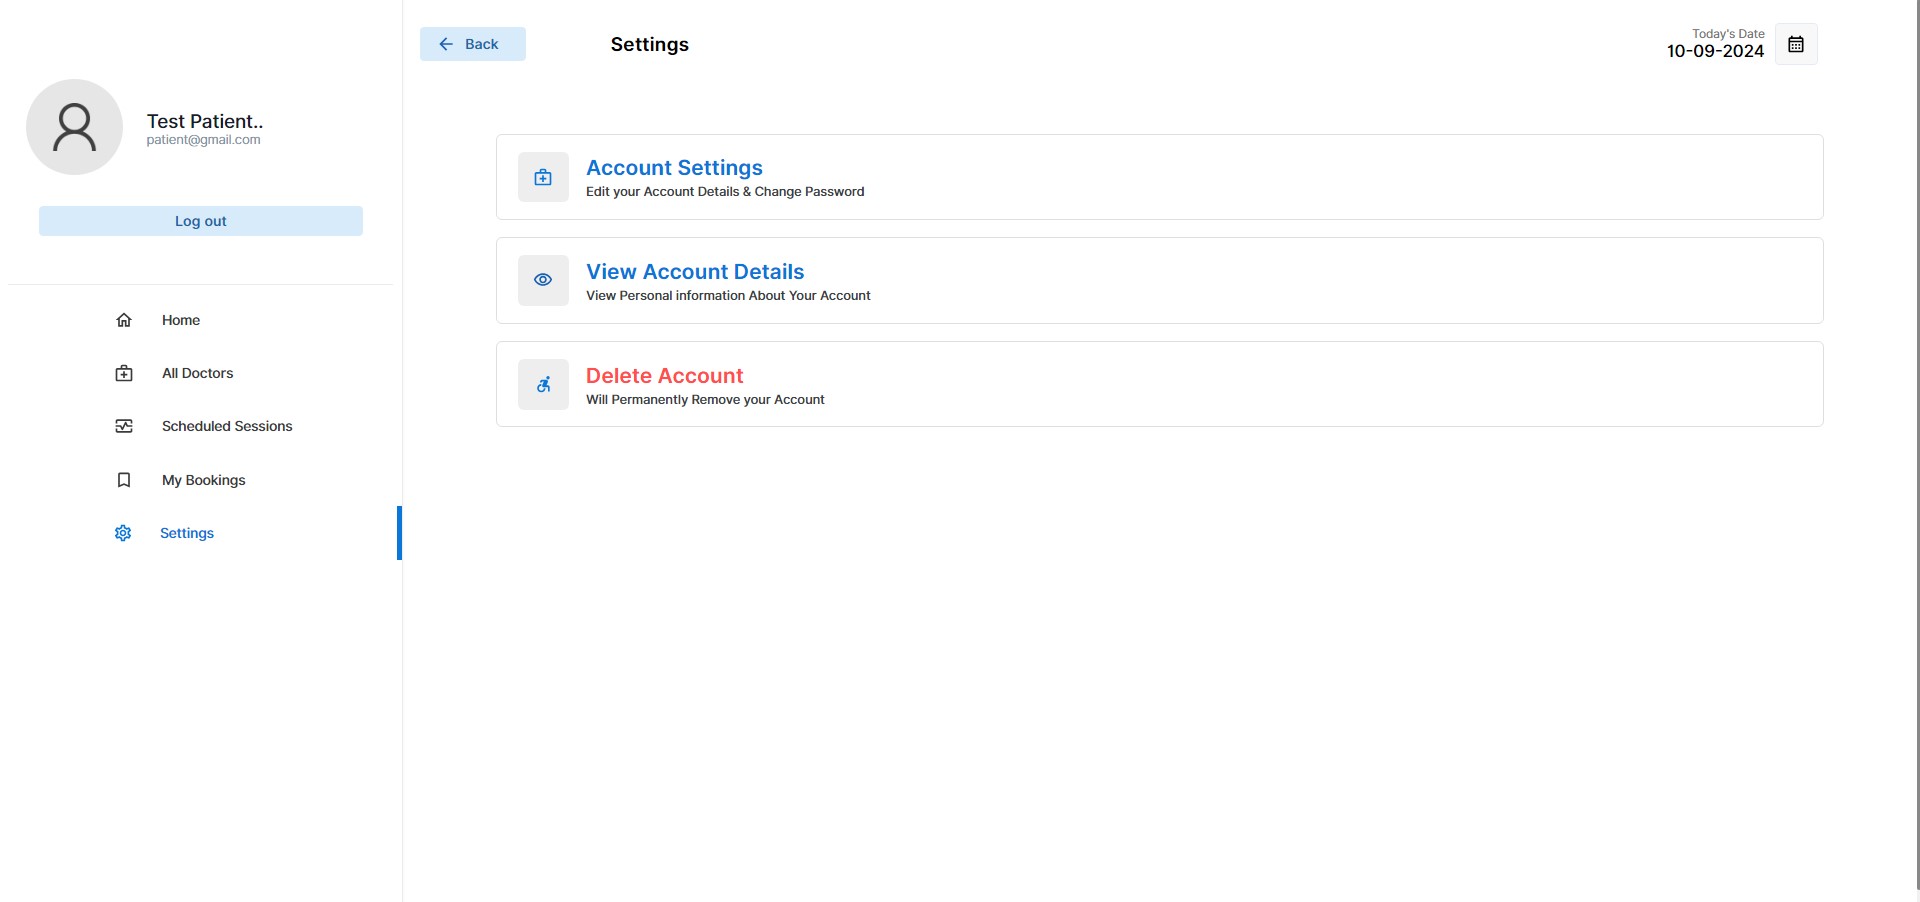 Test Patient..
patient@gmail.com
Log out
Home
All Doctors
Scheduled Sessions
My Bookings
Settings
Back
Settings
Today's Date
10-09-2024
Account Settings
Edit your Account Details & Change Password
View Account Details
View Personal information About Your Account
Delete Account
Will Permanently Remove your Account